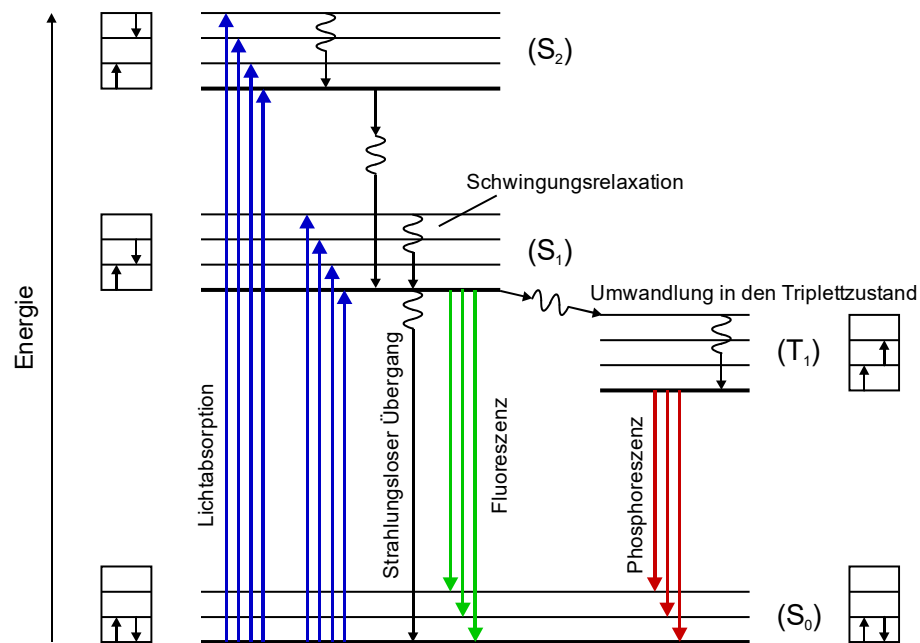 (S₂)
Schwingungsrelaxation
(S₁)
Umwandlung in den Triplettzustand
(T₁)
Energie
Lichtabsorption
Strahlungsloser Übergang
Fluoreszenz
Phosphoreszenz
(S₀)